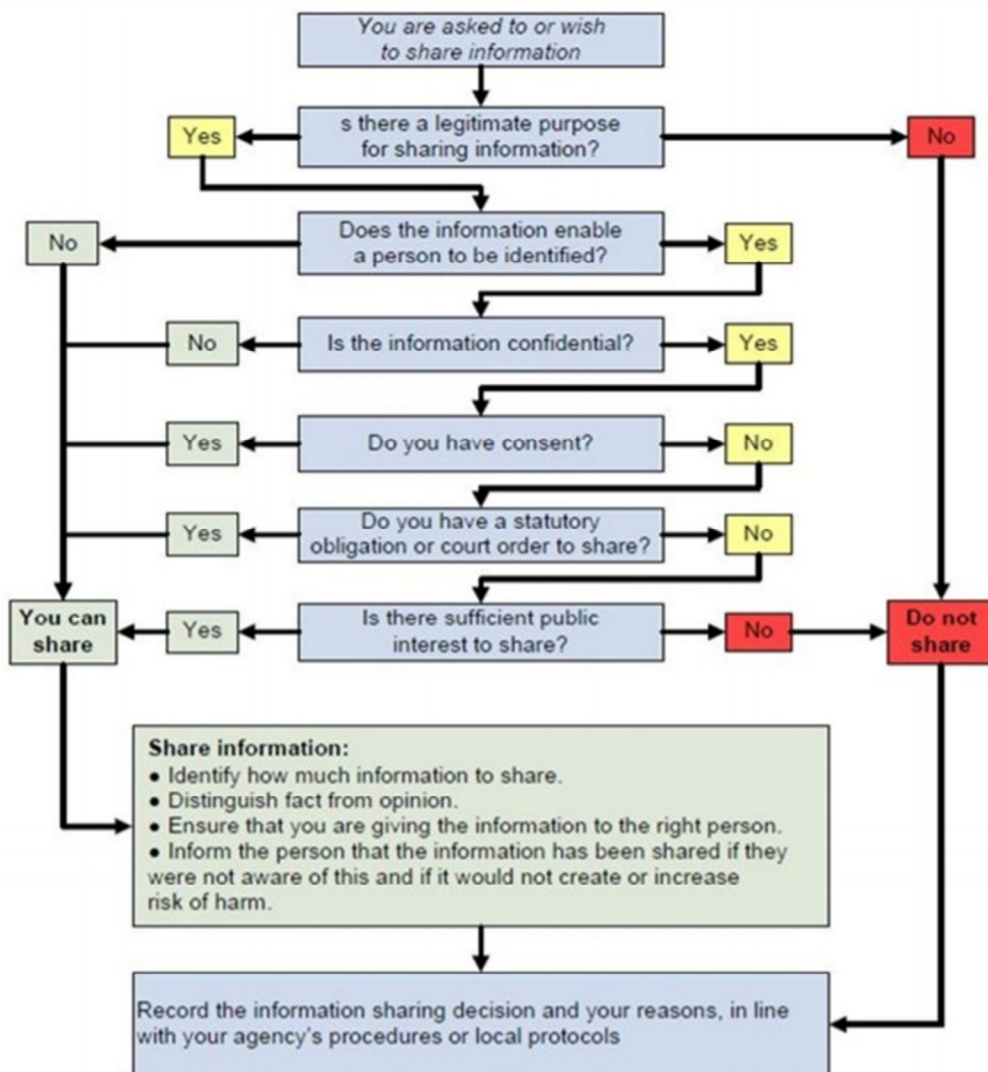 You are asked to or wish
to share information
s there a legitimate purpose
for sharing information?
Yes
No
Does the information enable
a person to be identified?
No
Yes
Is the information confidential?
No
Yes
Do you have consent?
Yes
No
Do you have a statutory
obligation or court order to share?
Yes
No
Is there sufficient public
interest to share?
You can
share
Yes
No
Do not
share
Share information:
● Identify how much information to share.
● Distinguish fact from opinion.
● Ensure that you are giving the information to the right person.
● Inform the person that the information has been shared if they
were not aware of this and if it would not create or increase
risk of harm.
Record the information sharing decision and your reasons, in line
with your agency's procedures or local protocols